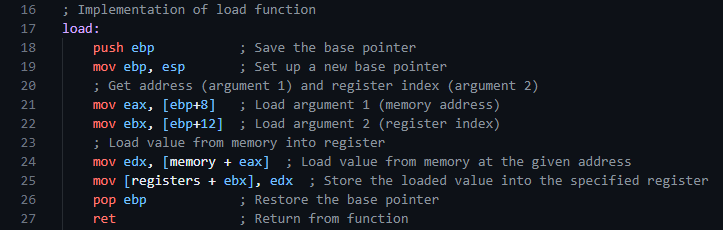 16 ; Implementation of load function
17 load:
18 push ebp ; Save the base pointer
19 mov ebp, esp ; Set up a new base pointer
20 ; Get address (argument 1) and register index (argument 2)
21 mov eax, [ebp+8] ; Load argument 1 (memory address)
22 mov ebx, [ebp+12] ; Load argument 2 (register index)
23 ; Load value from memory into register
24 mov edx, [memory + eax] ; Load value from memory at the given address
25 mov [registers + ebx], edx ; Store the loaded value into the specified register
26 pop ebp ; Restore the base pointer
27 ret ; Return from function